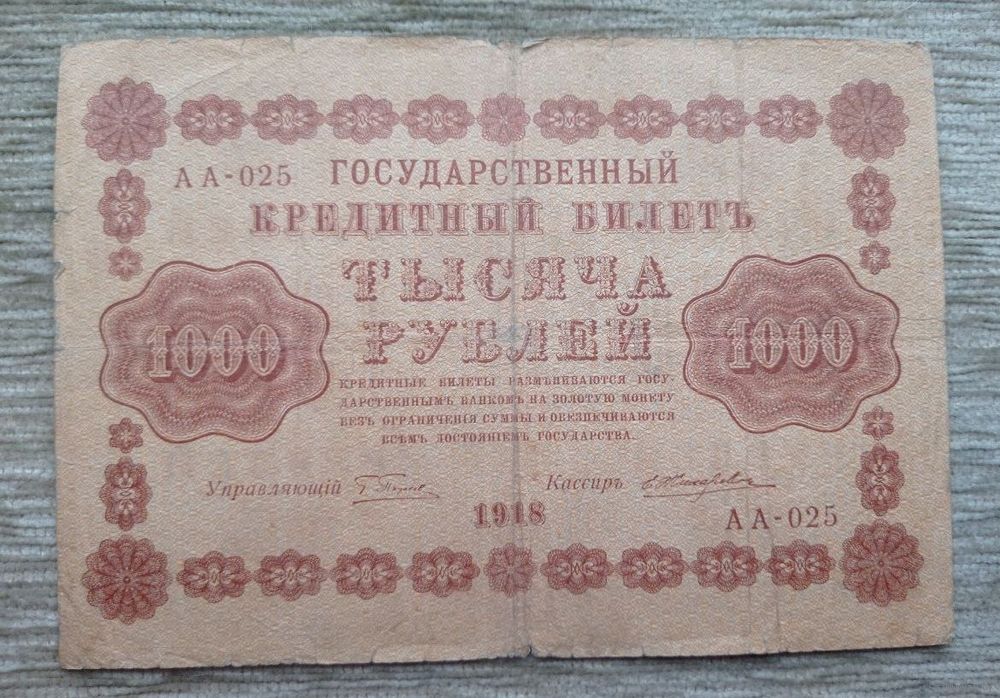 АА-025 ГОСУДАРСТВЕННЫЙ
КРЕДИТНЫЙ БИЛЕТЪ
ТЫСЯЧА
РУБЛЕЙ
1000
1000
КРЕДИТНЫЕ БИЛЕТЫ РАЗМѢНИВАЮТСЯ ГОСУ-
ДАРСТВЕННЫМЪ БАНКОМЪ НА ЗОЛОТУЮ МОНЕТУ
БЕЗЪ ОГРАНИЧЕНІЯ СУММЫ И ОБЕЗПЕЧИВАЮТСЯ
ВСѢМЪ ДОСТОЯНІЕМЪ ГОСУДАРСТВА.
Управляющій
Кассиръ
1918
АА-025